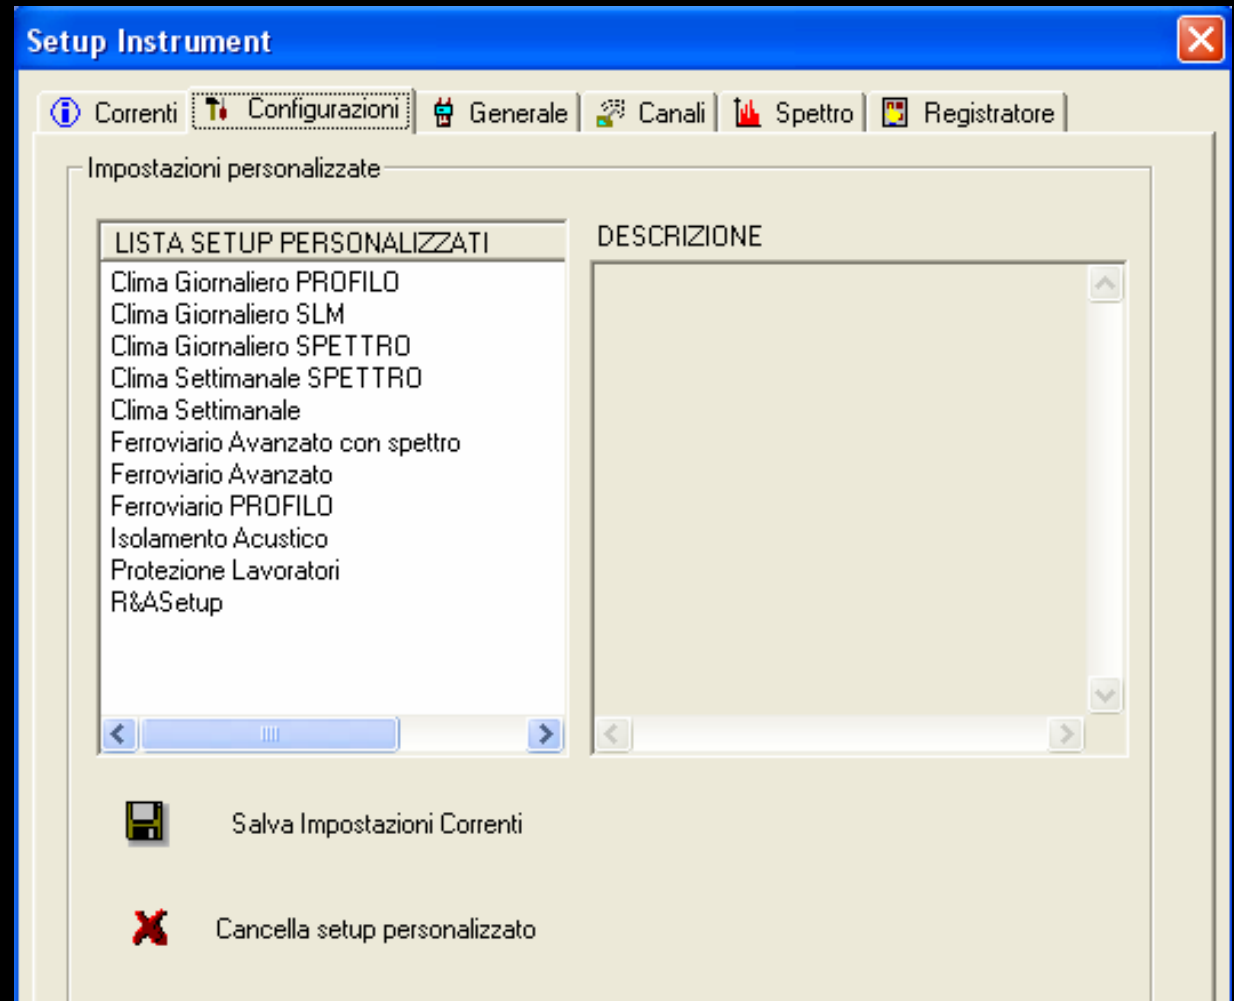 Setup Instrument
Correnti Configurazioni Generale Canali Spettro Registratore
Impostazioni personalizzate
LISTA SETUP PERSONALIZZATI
Clima Giornaliero PROFILO
Clima Giornaliero SLM
Clima Giornaliero SPETTRO
Clima Settimanale SPETTRO
Clima Settimanale
Ferroviario Avanzato con spettro
Ferroviario Avanzato
Ferroviario PROFILO
Isolamento Acustico
Protezione Lavoratori
R&ASetup
DESCRIZIONE
Salva Impostazioni Correnti
Cancella setup personalizzato